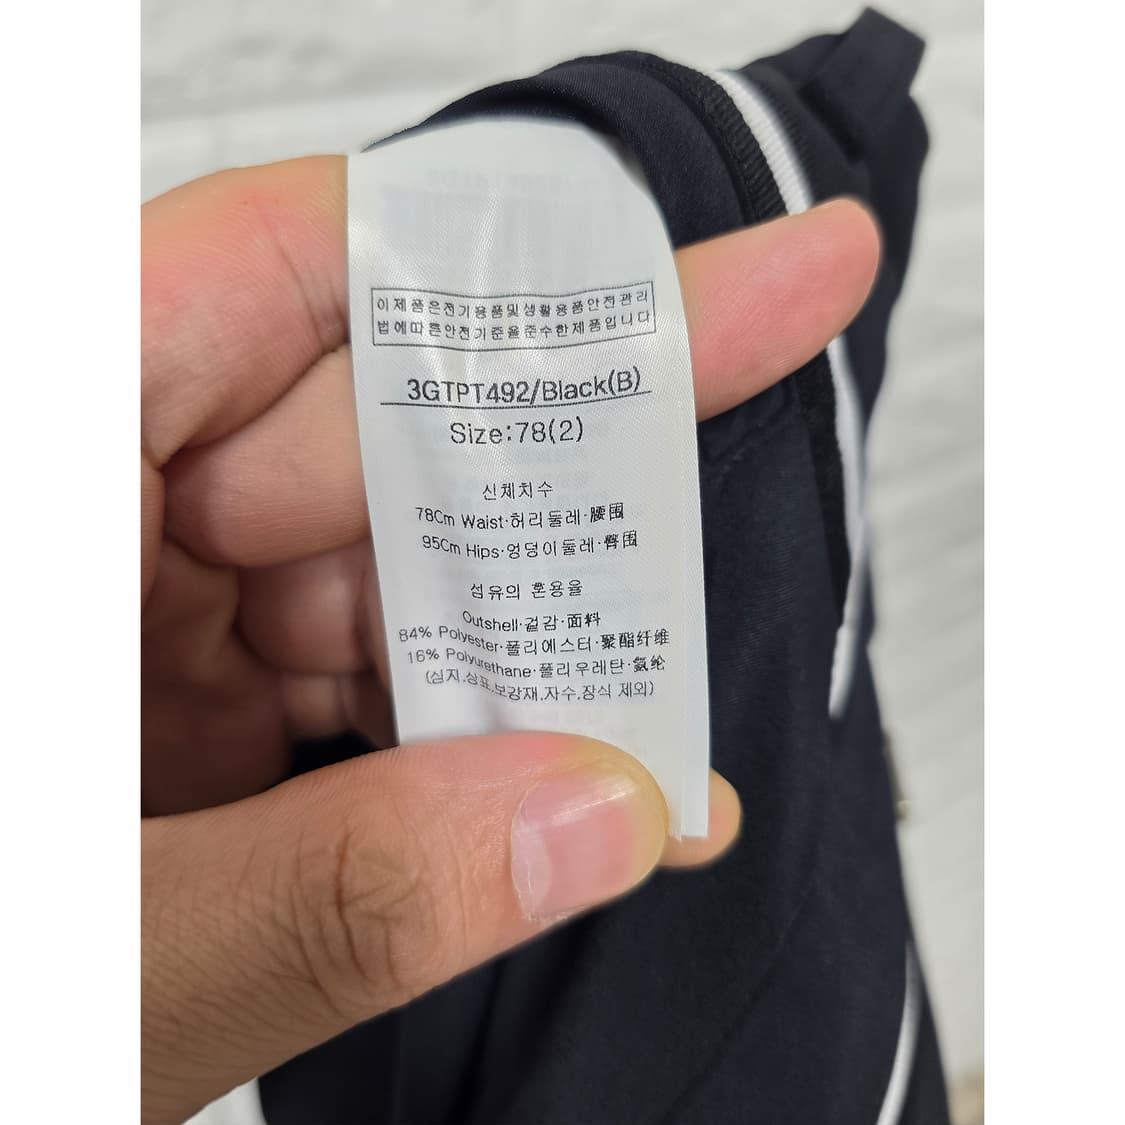 이제품은전기용품및생활용품안전관리
법에따른안전기준을준수한제품입니다
3GTPT492/Black(B)
Size:78(2)
신체치수
78Cm Waist·허리둘레·腰围
95Cm Hips·엉덩이둘레·臀围
섬유의 혼용율
Outshell·겉감·面料
84% Polyester·폴리에스터·聚酯纤维
16% Polyurethane·폴리우레탄·氨纶
(심지,상표,보강재,자수,장식 제외)